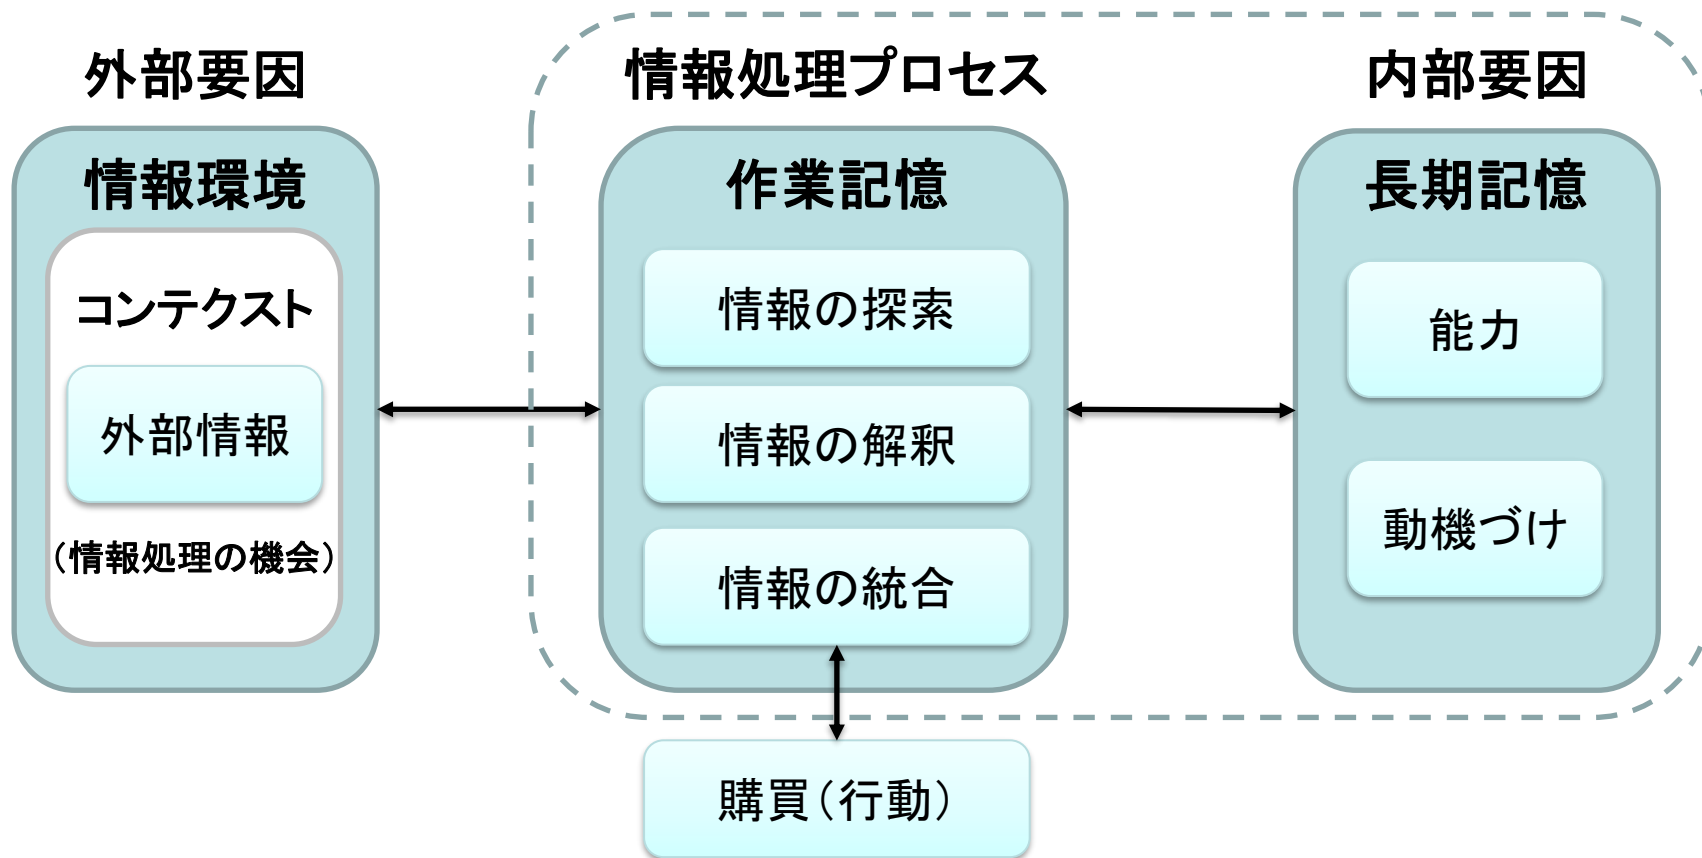 外部要因
情報環境
コンテクスト
外部情報
（情報処理の機会）
情報処理プロセス
作業記憶
情報の探索
情報の解釈
情報の統合
購買（行動）
内部要因
長期記憶
能力
動機づけ